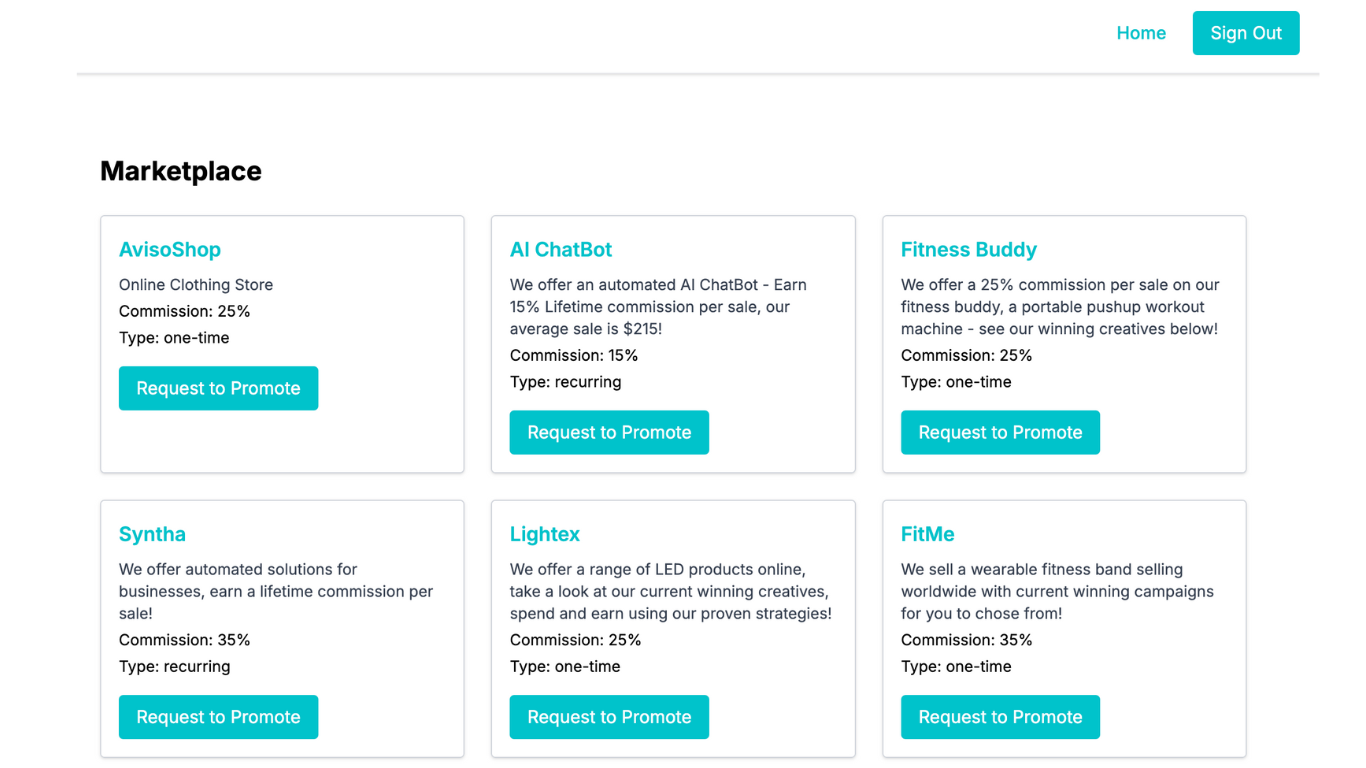 Home
Sign Out
Marketplace
AvisoShop
Online Clothing Store
Commission: 25%
Type: one-time
Request to Promote
AI ChatBot
We offer an automated AI ChatBot - Earn
15% Lifetime commission per sale, our
average sale is $215!
Commission: 15%
Type: recurring
Request to Promote
Fitness Buddy
We offer a 25% commission per sale on our
fitness buddy, a portable pushup workout
machine - see our winning creatives below!
Commission: 25%
Type: one-time
Request to Promote
Syntha
We offer automated solutions for
businesses, earn a lifetime commission per
sale!
Commission: 35%
Type: recurring
Request to Promote
Lightex
We offer a range of LED products online,
take a look at our current winning creatives,
spend and earn using our proven strategies!
Commission: 25%
Type: one-time
Request to Promote
FitMe
We sell a wearable fitness band selling
worldwide with current winning campaigns
for you to chose from!
Commission: 35%
Type: one-time
Request to Promote